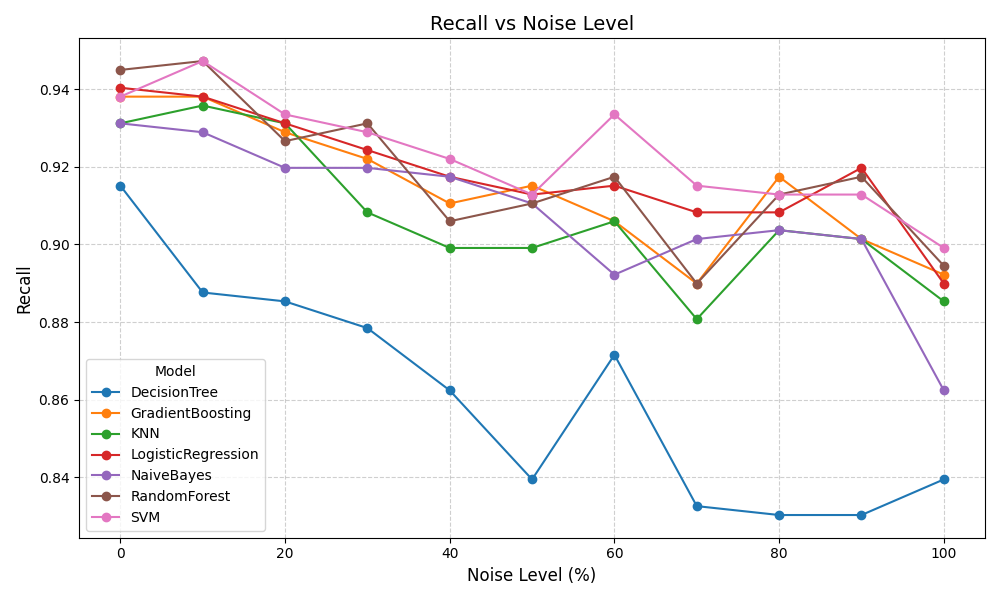 Recall vs Noise Level
0.94
0.92
0.90
0.88
0.86
0.84
Recall
Model
DecisionTree
GradientBoosting
KNN
LogisticRegression
NaiveBayes
RandomForest
SVM
0 20 40 60 80 100
Noise Level (%)